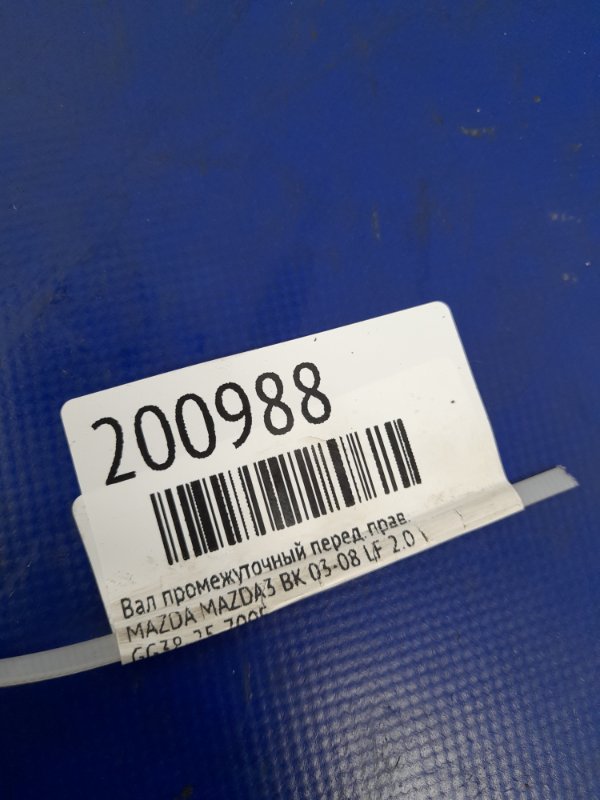 200988
Вал промежуточный перед.прав.
MAZDA MAZDA3 BK 03-08 LF 2.0